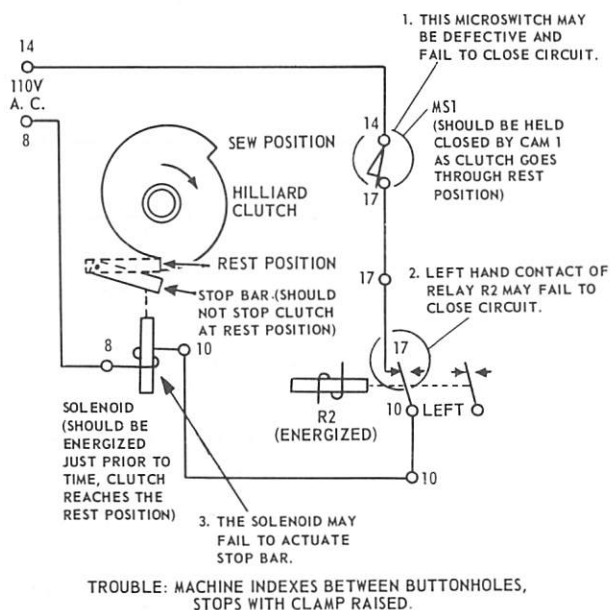 1. THIS MICROSWITCH MAY
BE DEFECTIVE AND
FAIL TO CLOSE CIRCUIT.
14
110V
A. C.
8
SEW POSITION
HILLIARD
CLUTCH
14
17
MS1
(SHOULD BE HELD
CLOSED BY CAM 1
AS CLUTCH GOES
THROUGH REST
POSITION)
REST POSITION
STOP BAR (SHOULD
NOT STOP CLUTCH
AT REST POSITION)
17
2. LEFT HAND CONTACT OF
RELAY R2 MAY FAIL TO
CLOSE CIRCUIT.
8
10
17
R2
(ENERGIZED)
10
LEFT
SOLENOID
(SHOULD BE
ENERGIZED
JUST PRIOR TO
TIME, CLUTCH
REACHES THE
REST POSITION)
10
3. THE SOLENOID MAY
FAIL TO ACTUATE
STOP BAR.
TROUBLE: MACHINE INDEXES BETWEEN BUTTONHOLES,
STOPS WITH CLAMP RAISED.